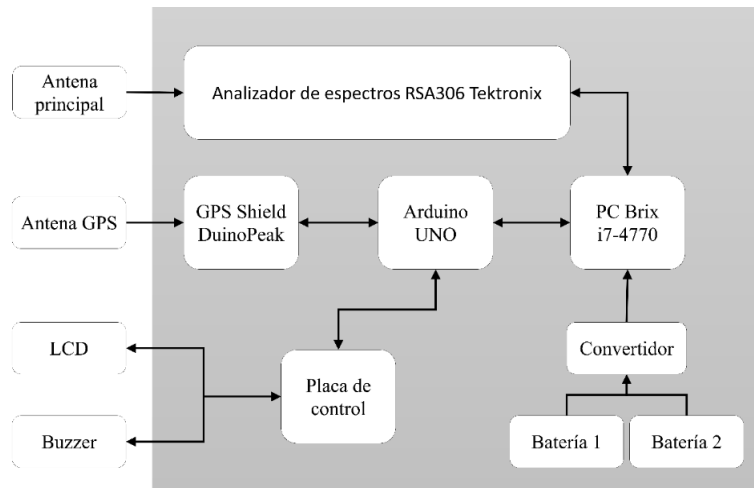 Antena
principal
Analizador de espectros RSA306 Tektronix
Antena GPS
GPS Shield
DuinoPeak
Arduino
UNO
PC Brix
i7-4770
LCD
Placa de
control
Convertidor
Buzzer
Batería 1
Batería 2